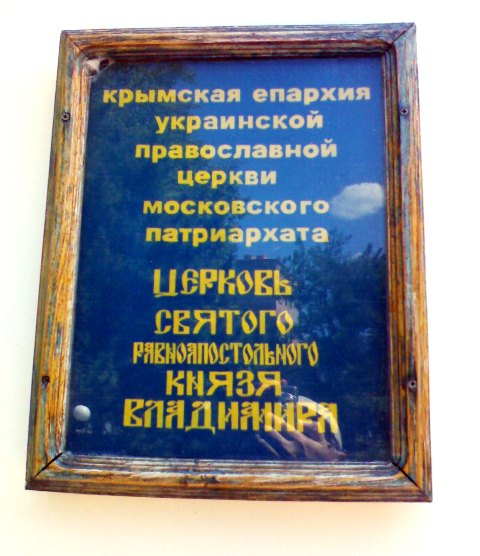 крымская епархия
украинской
православной
церкви
московского
патриархата
ЦЕРКОВЬ
СВЯТОГО
РАВНОАПОСТОЛЬНОГО
КНЯЗЯ
ВЛАДИМИРА